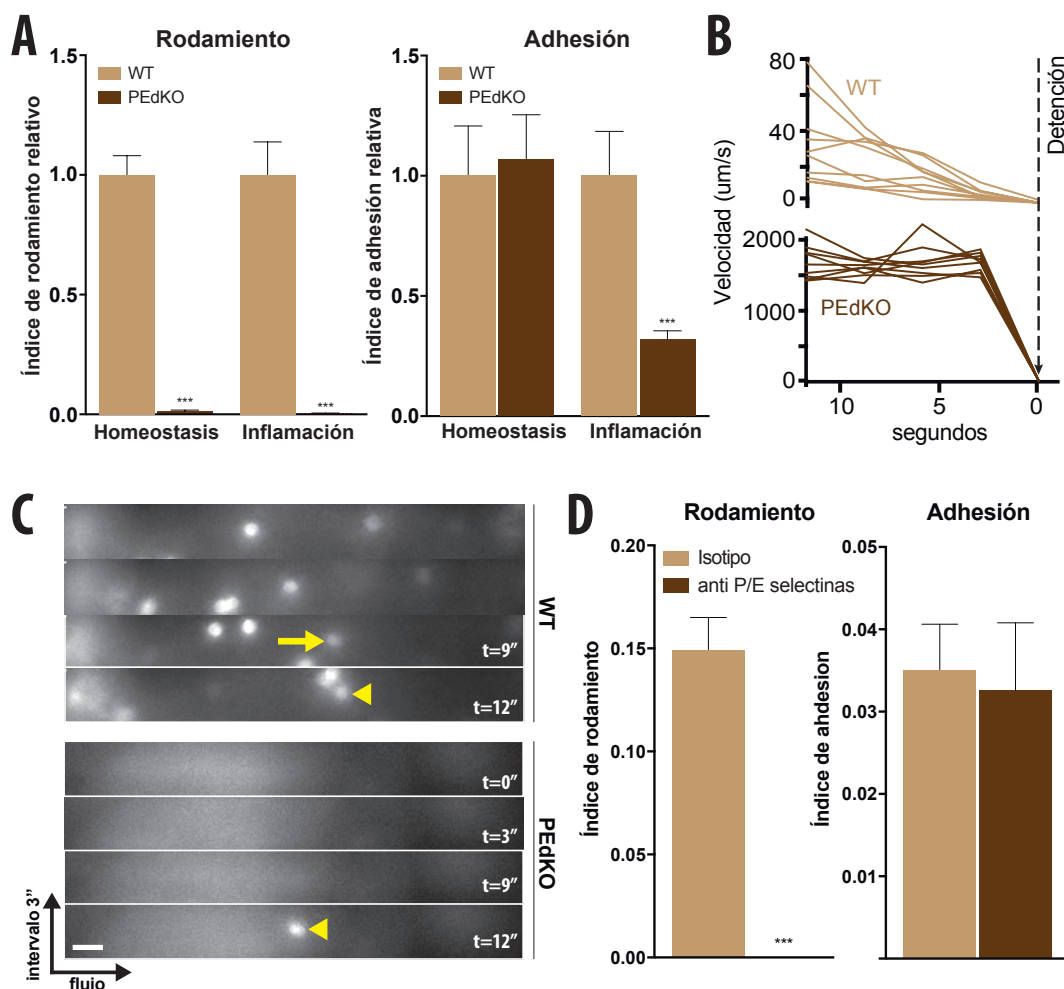 A
Rodamiento
WT
PEdKO
Índice de rodamiento relativo
1.5
1.0
0.5
0.0
***
***
Homeostasis
Inflamación
Adhesión
WT
PEdKO
Índice de adhesión relativa
1.5
1.0
0.5
0.0
***
Homeostasis
Inflamación
B
Velocidad (um/s)
80
40
0
WT
Detención
2000
1000
0
PEdKO
10
5
0
segundos
C
t=9”
t=12”
WT
t=0”
t=3”
t=9”
t=12”
PEdKO
intervalo 3”
flujo
D
Rodamiento
Isotipo
anti P/E selectinas
Índice de rodamiento
0.20
0.15
0.10
0.05
0.00
***
Adhesión
Índice de ahdesion
0.05
0.04
0.03
0.02
0.01
0.00